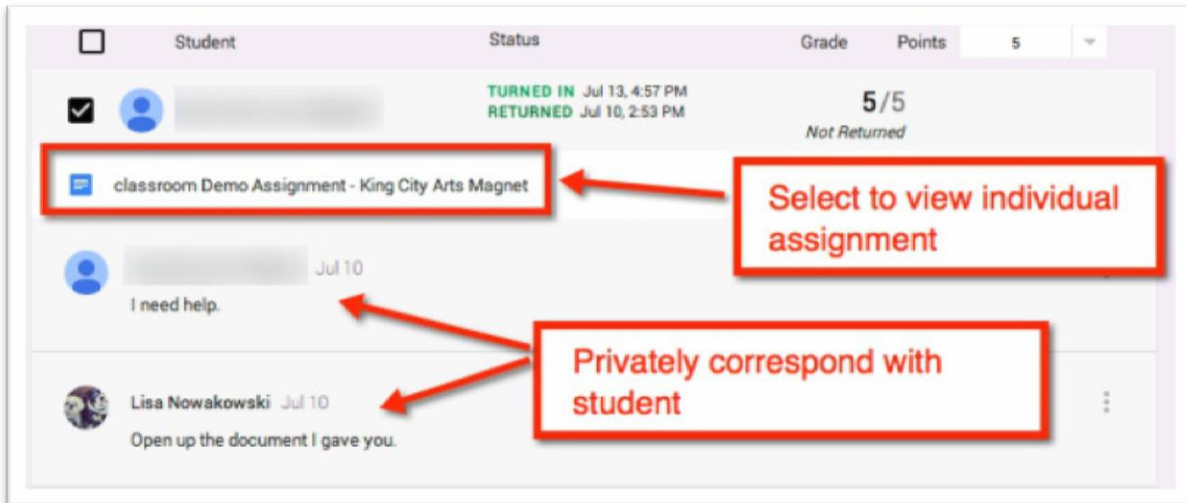 Student Status Grade Points 5
TURNED IN Jul 13, 4:57 PM
RETURNED Jul 10, 2:53 PM
5/5
Not Returned
classroom Demo Assignment - King City Arts Magnet
Select to view individual
assignment
Jul 10
I need help.
Privately correspond with
student
Lisa Nowakowski Jul 10
Open up the document I gave you.